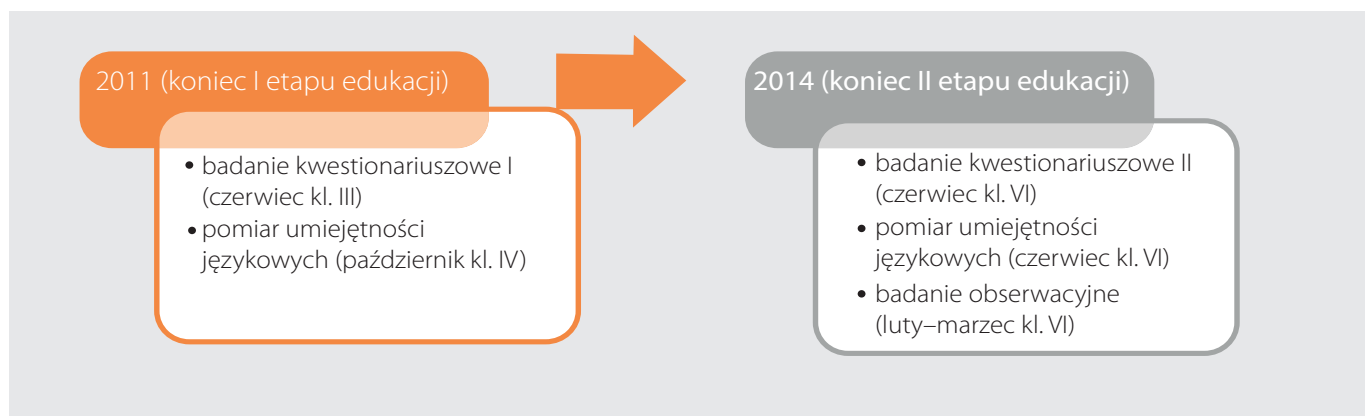 2011 (koniec I etapu edukacji)
• badanie kwestionariuszowe I
(czerwiec kl. III)
• pomiar umiejętności
językowych (październik kl. IV)
2014 (koniec II etapu edukacji)
• badanie kwestionariuszowe II
(czerwiec kl. VI)
• pomiar umiejętności
językowych (czerwiec kl. VI)
• badanie obserwacyjne
(luty–marzec kl. VI)